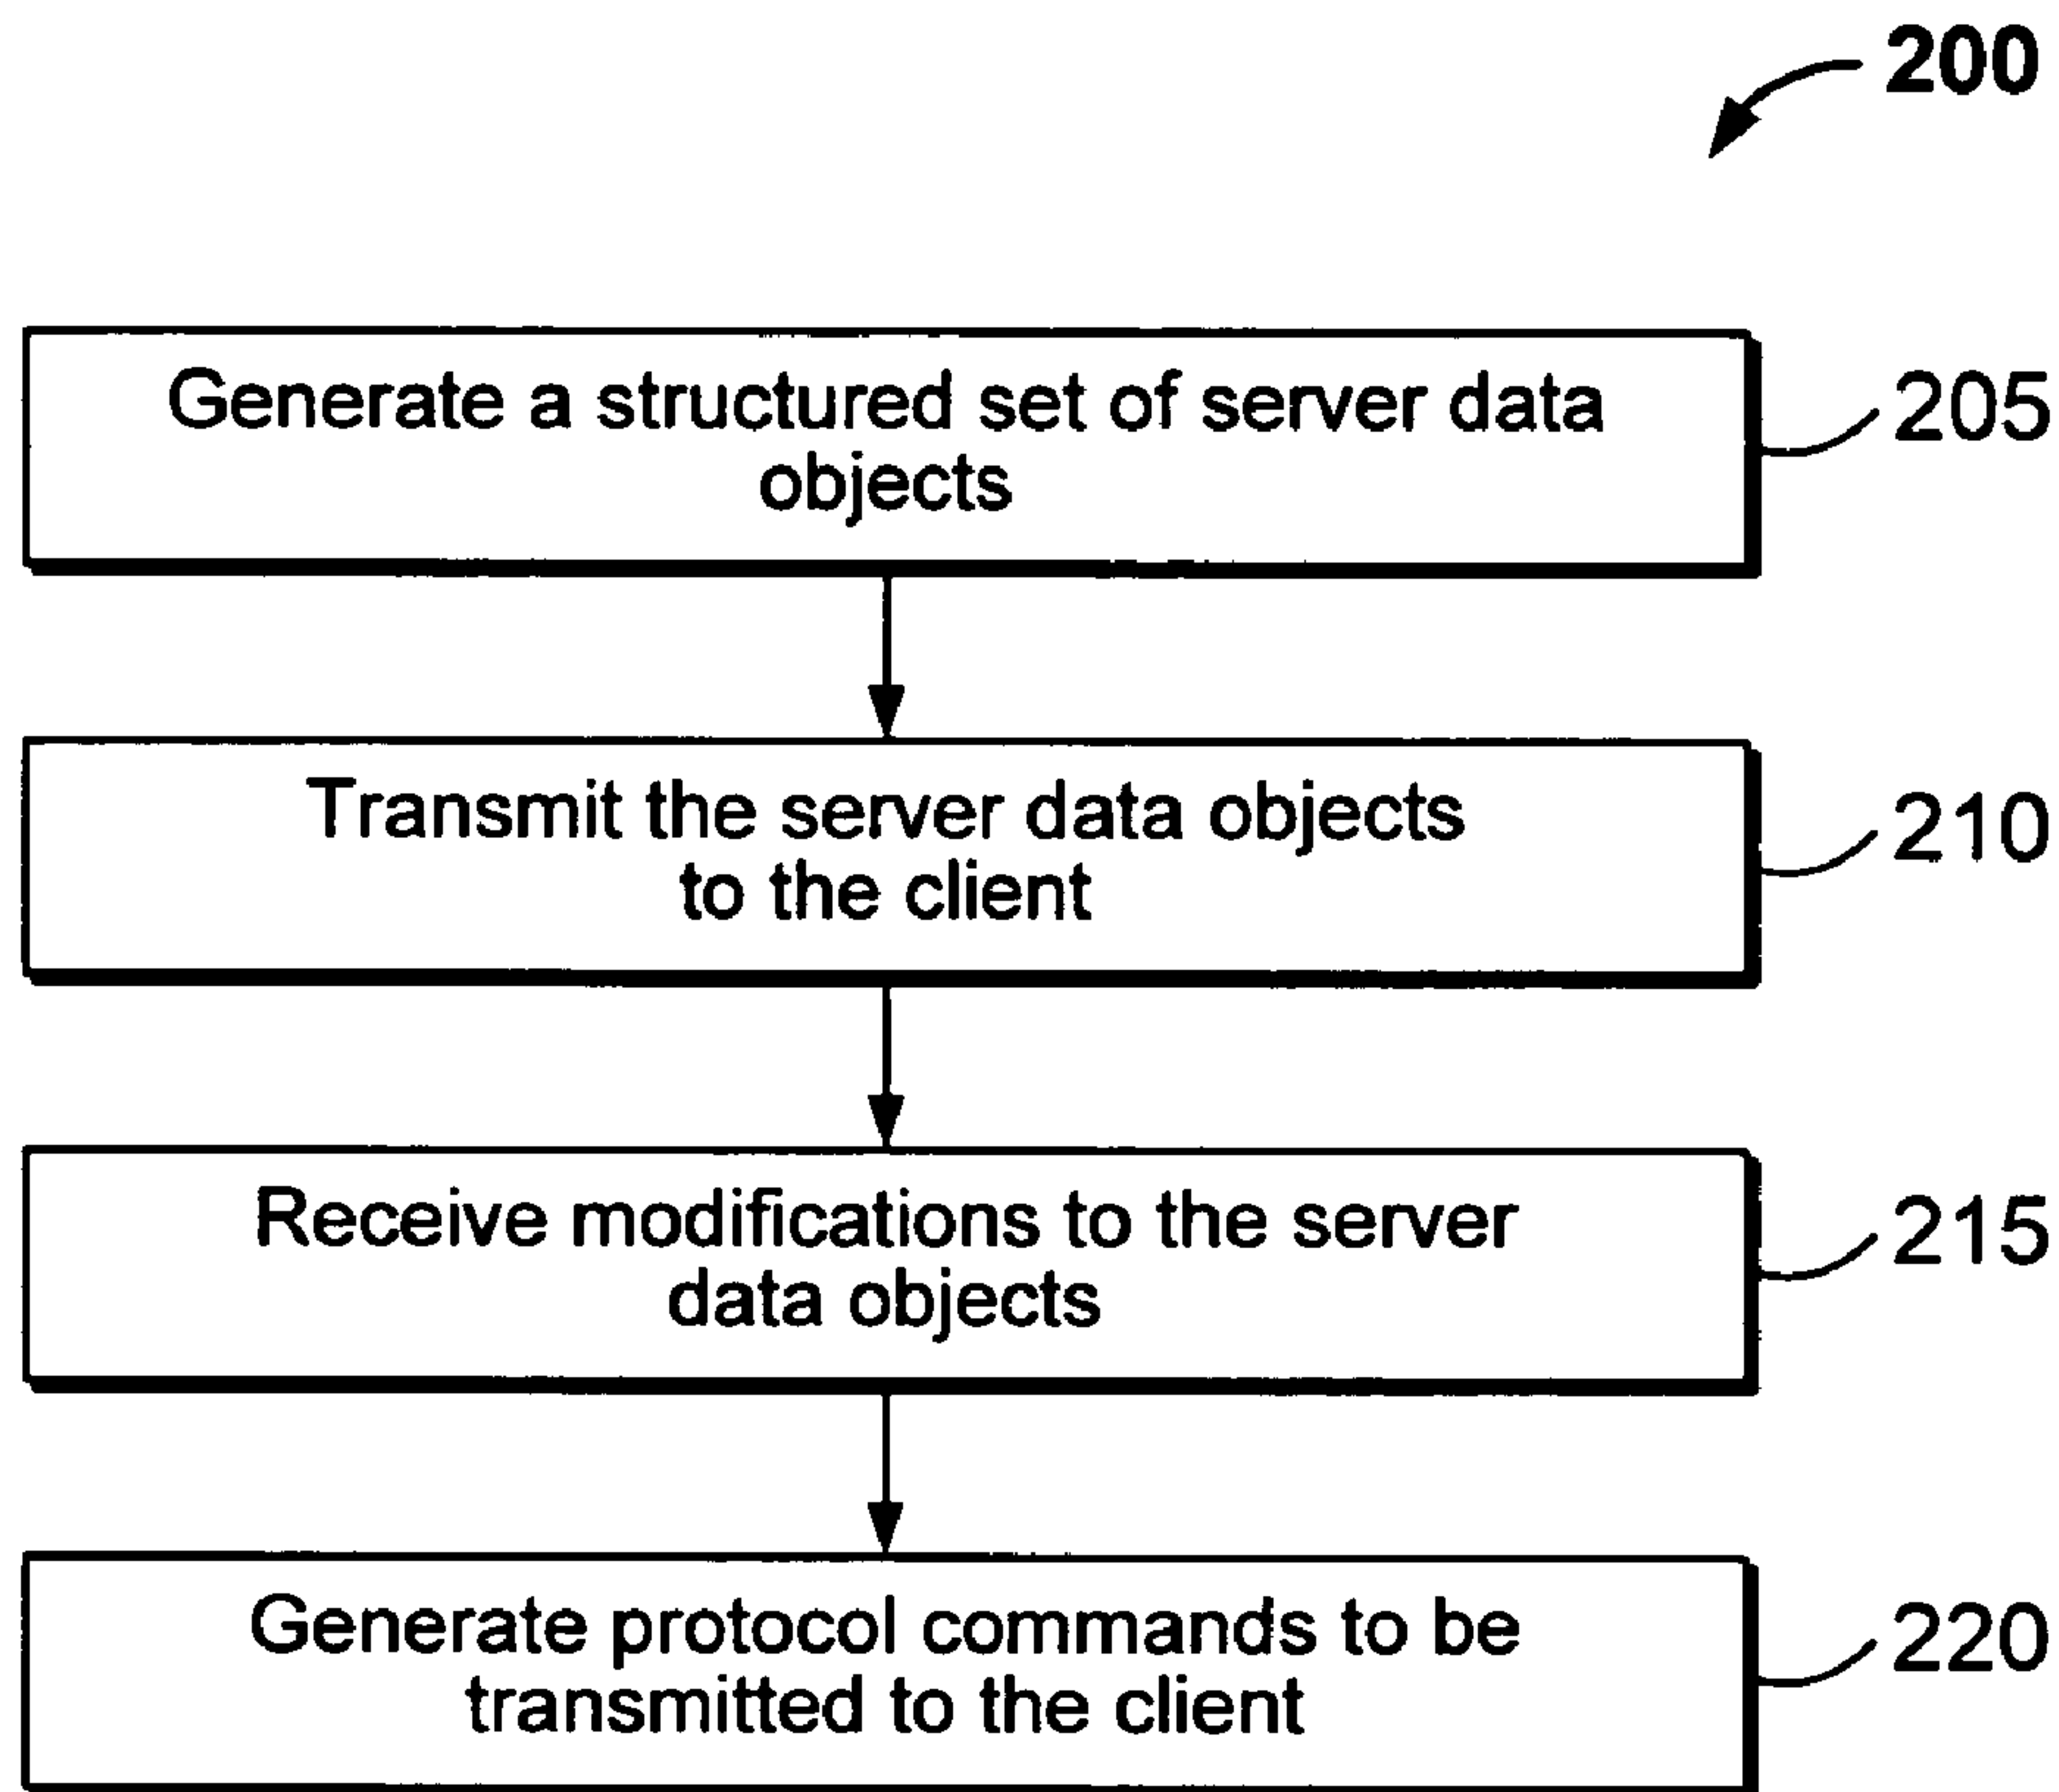 200
Generate a structured set of server data
objects
205
Transmit the server data objects
to the client
210
Receive modifications to the server
data objects
215
Generate protocol commands to be
transmitted to the client
220